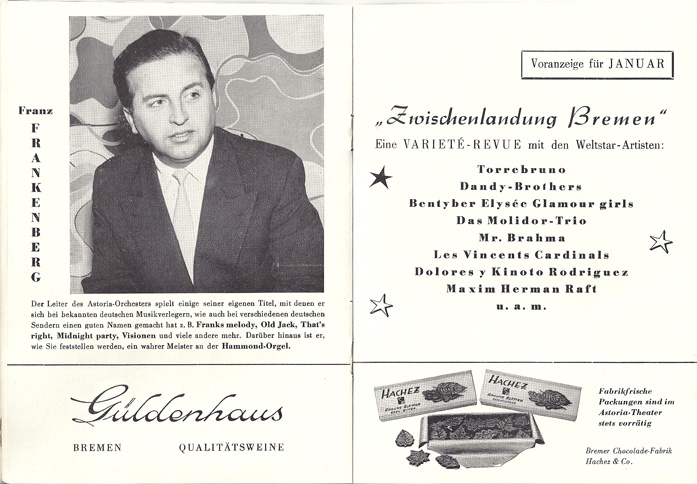 Franz
FRANKENBERG
Der Leiter des Astoria-Orchesters spielt einige seiner eigenen Titel, mit denen er
sich bei bekannten deutschen Musikverlegern, wie auch bei verschiedenen deutschen
Sendern einen guten Namen gemacht hat z. B. Franks melody, Old Jack, That's
right, Midnight party, Visionen und viele andere mehr. Darüber hinaus ist er,
wie Sie feststellen werden, ein wahrer Meister an der Hammond-Orgel.
Güldenhaus
BREMEN QUALITÄTSWEINE
Voranzeige für JANUAR
„Zwischenlandung Bremen"
Eine VARIETÉ-REVUE mit den Weltstar-Artisten:
Torrebruno
Dandy-Brothers
Bentyber Elysée Glamour girls
Das Molidor-Trio
Mr. Brahma
Les Vincents Cardinals
Dolores y Kinoto Rodriguez
Maxim Herman Raft
u. a. m.
HACHEZ
HACHEZ
Fabrikfrische
Packungen sind im
Astoria-Theater
stets vorrätig
Bremer Chocolade-Fabrik
Hachez & Co.